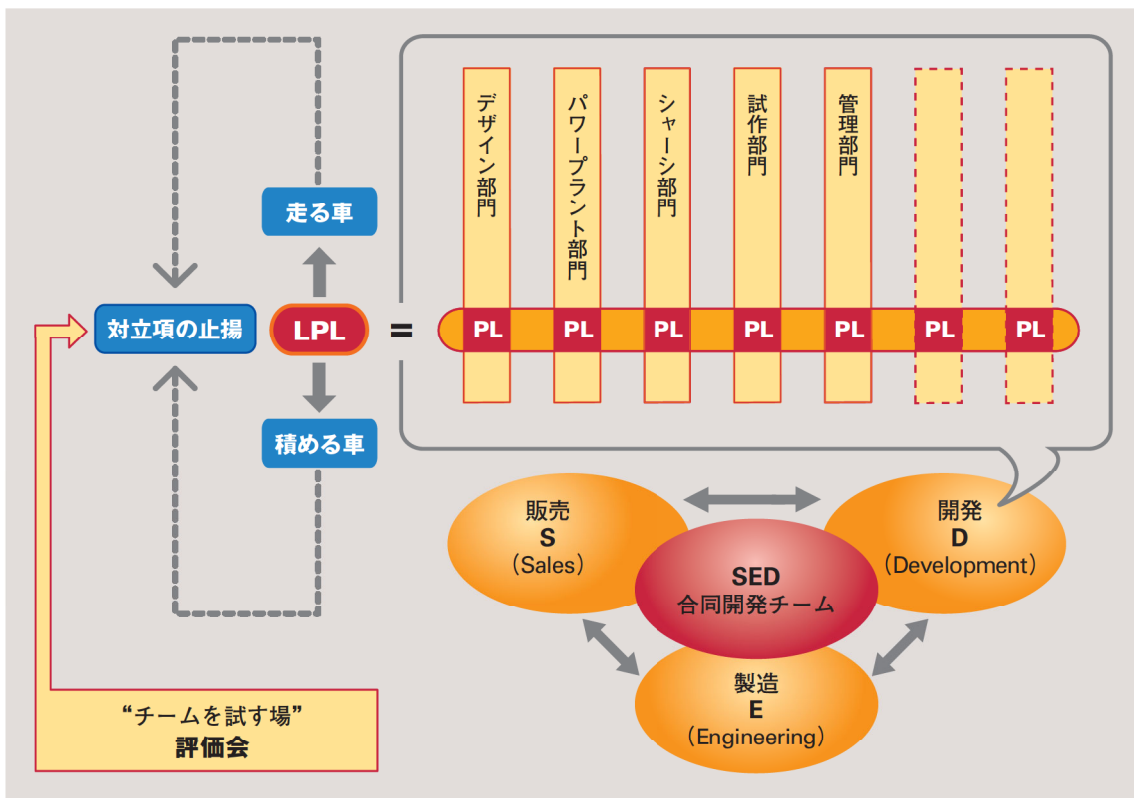 走る車
対立項の止揚
LPL
=
積める車
デザイン部門
パワープラント部門
シャーシ部門
試作部門
管理部門
PL
PL
PL
PL
PL
PL
PL
販売
S
(Sales)
開発
D
(Development)
SED
合同開発チーム
製造
E
(Engineering)
“チームを試す場”
評価会